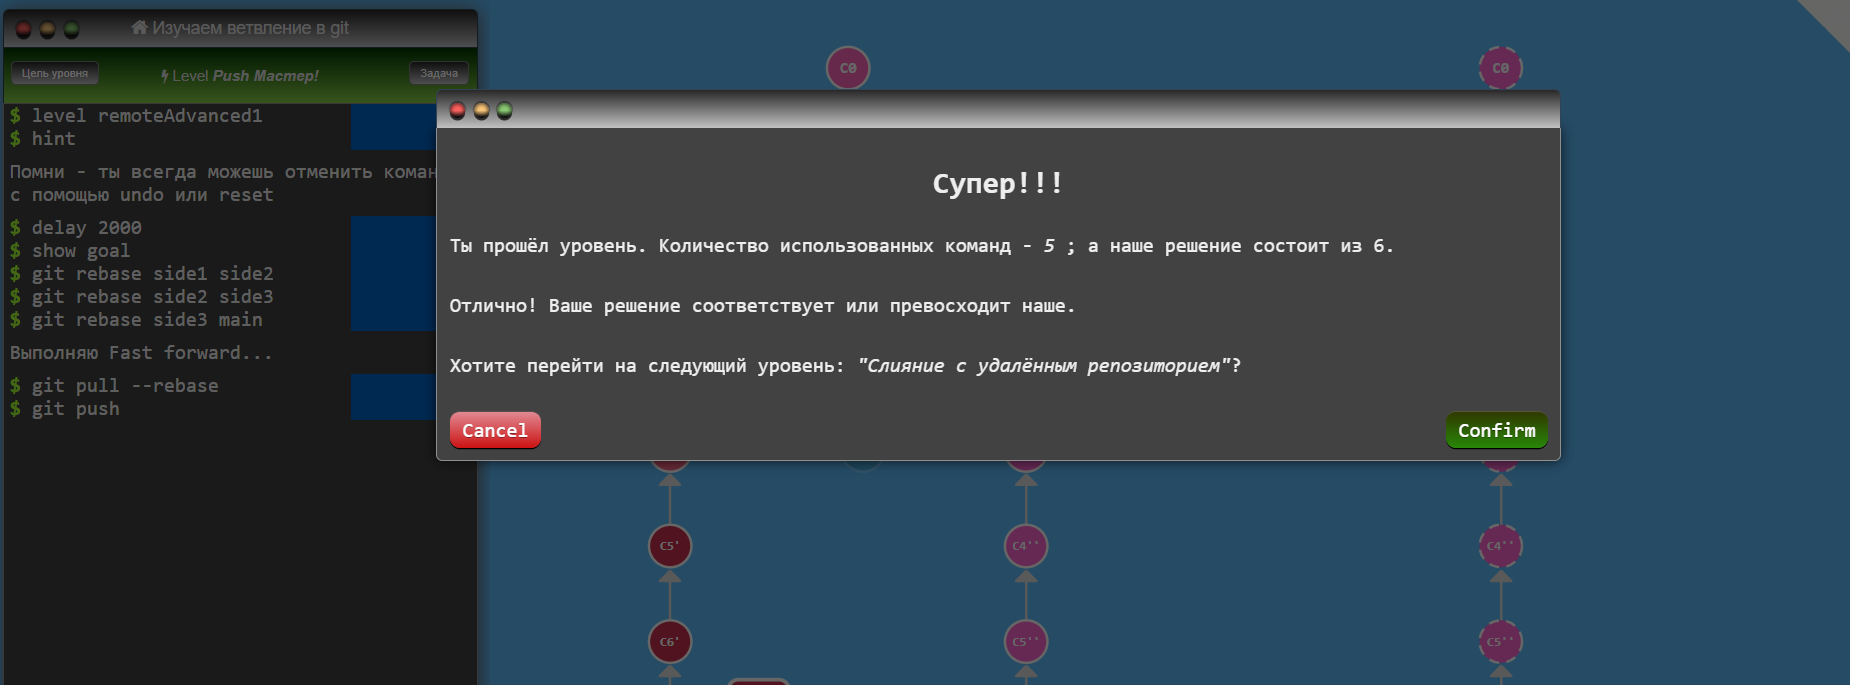 Изучаем ветвление в git
Цель уровня
Level Push Мастер!
Задача
$ level remoteAdvanced1
$ hint
Помни - ты всегда можешь отменить коман
с помощью undo или reset
$ delay 2000
$ show goal
$ git rebase side1 side2
$ git rebase side2 side3
$ git rebase side3 main
Выполняю Fast forward...
$ git pull --rebase
$ git push
C0
C0
Супер!!!
Ты прошёл уровень. Количество использованных команд - 5 ; а наше решение состоит из 6.
Отлично! Ваше решение соответствует или превосходит наше.
Хотите перейти на следующий уровень: "Слияние с удалённым репозиторием"?
Cancel
Confirm
C5'
C4''
C4''
C6'
C5''
C5''